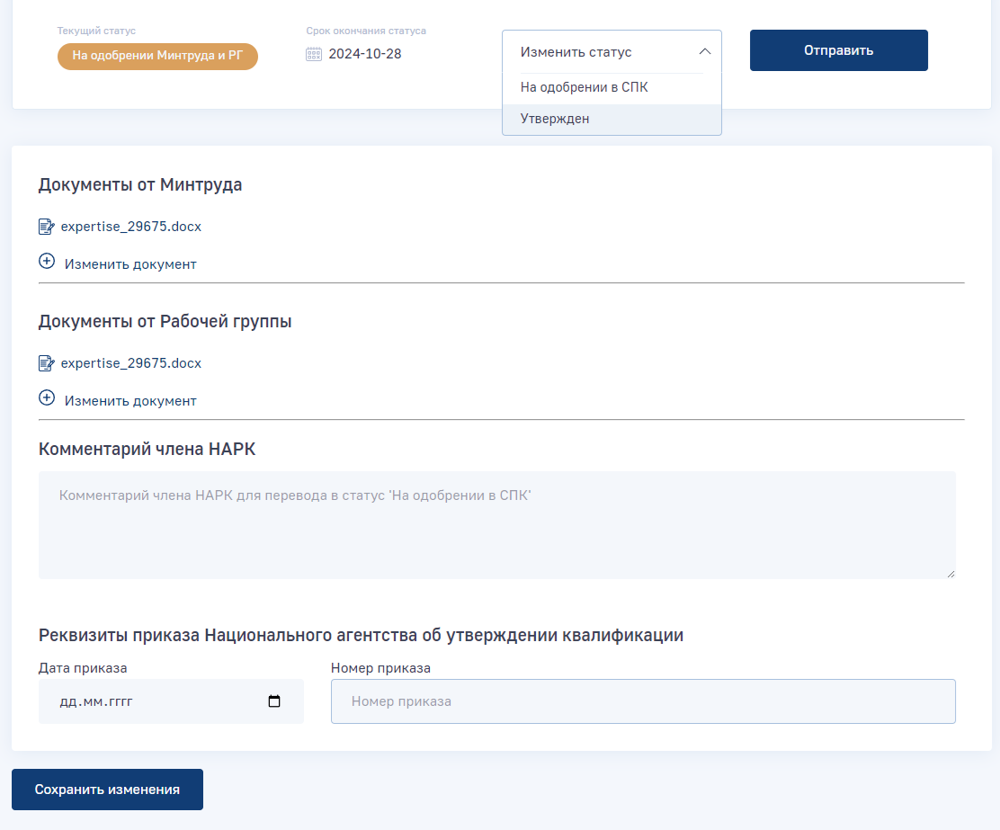 Текущий статус
На одобрении Минтруда и РГ
Срок окончания статуса
2024-10-28
Изменить статус
На одобрении в СПК
Утвержден
Отправить
Документы от Минтруда
expertise_29675.docx
Изменить документ
Документы от Рабочей группы
expertise_29675.docx
Изменить документ
Комментарий члена НАРК
Комментарий члена НАРК для перевода в статус 'На одобрении в СПК'
Реквизиты приказа Национального агентства об утверждении квалификации
Дата приказа
дд.мм.гггг
Номер приказа
Номер приказа
Сохранить изменения